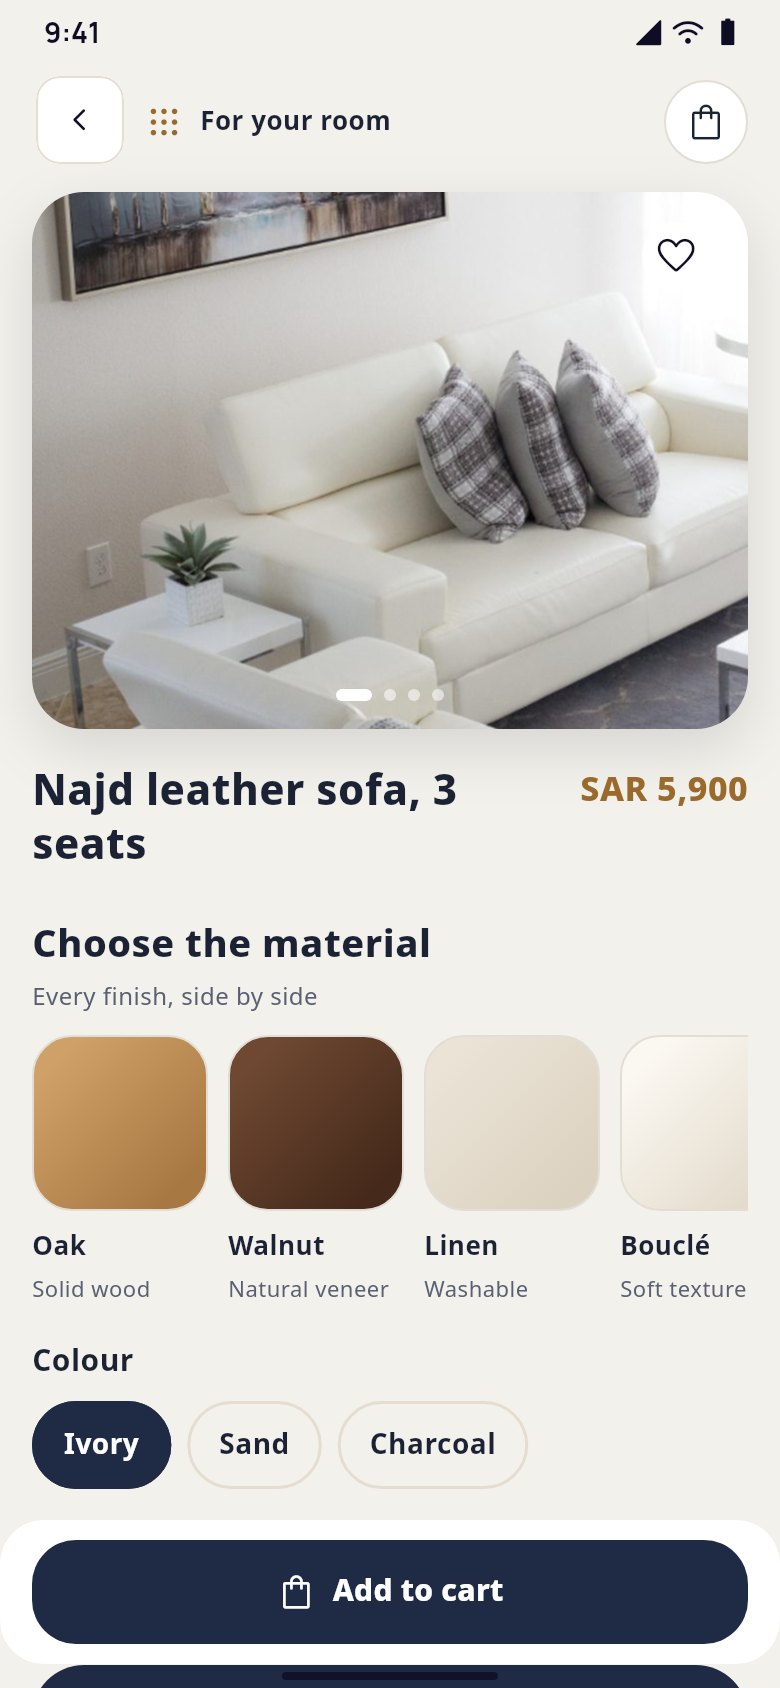 9:41
For your room
Najd leather sofa, 3
seats
SAR 5,900
Choose the material
Every finish, side by side
Oak
Walnut
Linen
Bouclé
Solid wood
Natural veneer
Washable
Soft texture
Colour
Ivory
Sand
Charcoal
Add to cart